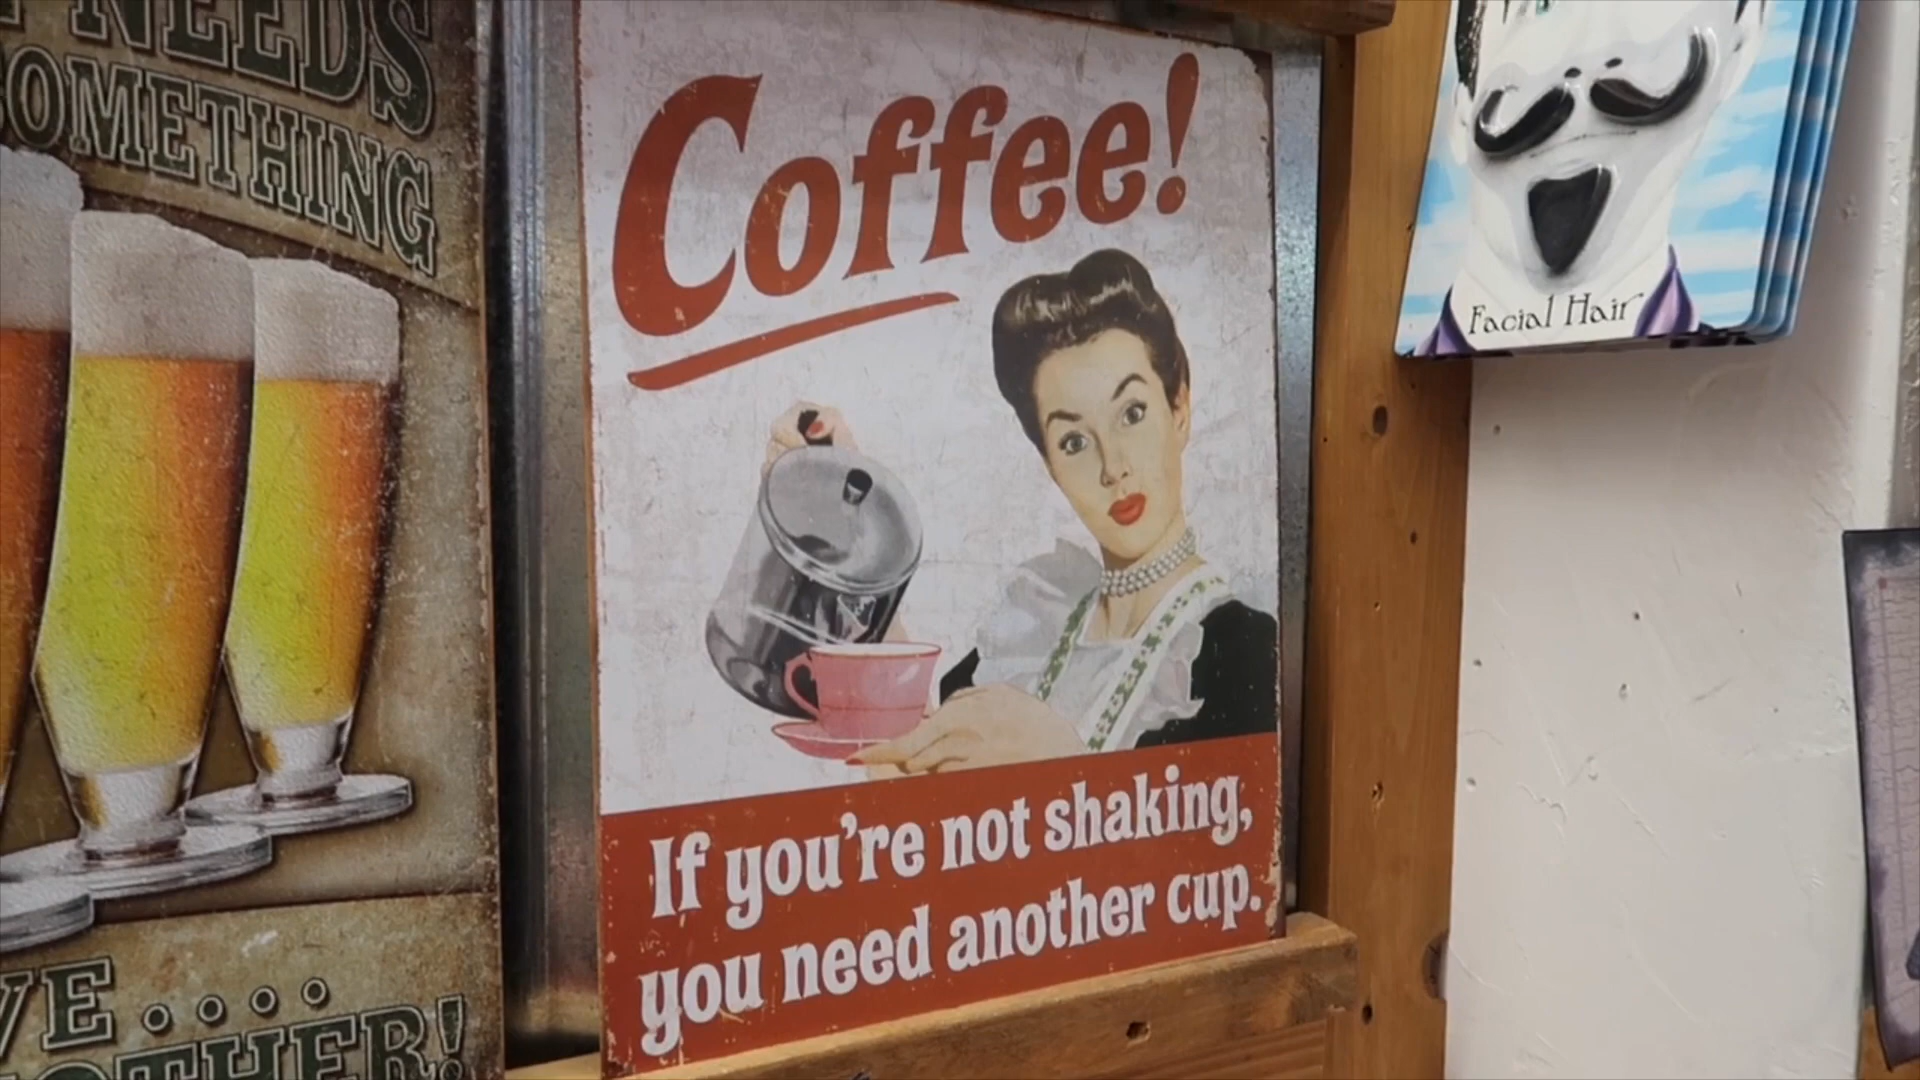 NEEDS
SOMETHING
Coffee!
If you're not shaking,
you need another cup.
Facial Hair